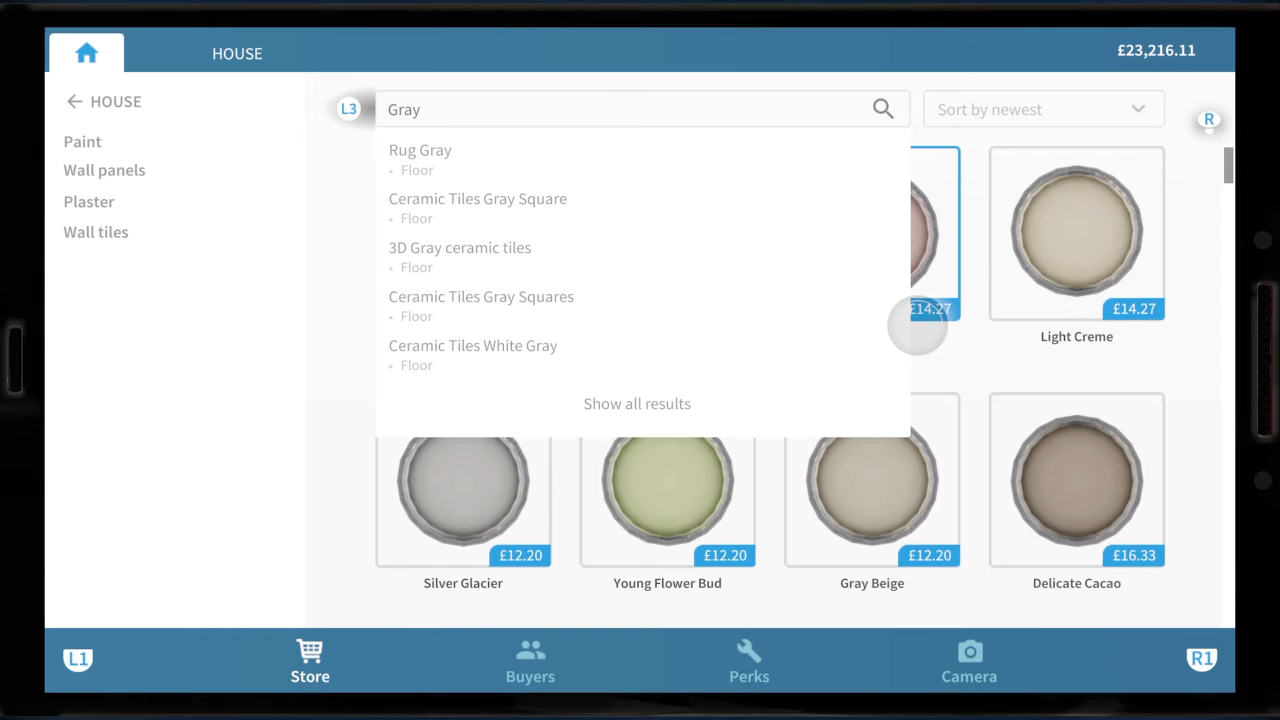 HOUSE
£23,216.11
HOUSE
Paint
Wall panels
Plaster
Wall tiles
L3
Gray
Sort by newest
R
Rug Gray
Floor
Ceramic Tiles Gray Square
Floor
3D Gray ceramic tiles
Floor
Ceramic Tiles Gray Squares
Floor
Ceramic Tiles White Gray
Floor
Show all results
£14.27
£14.27
Light Creme
£12.20
£12.20
£12.20
£16.33
Silver Glacier
Young Flower Bud
Gray Beige
Delicate Cacao
L1
Store
Buyers
Perks
Camera
R1